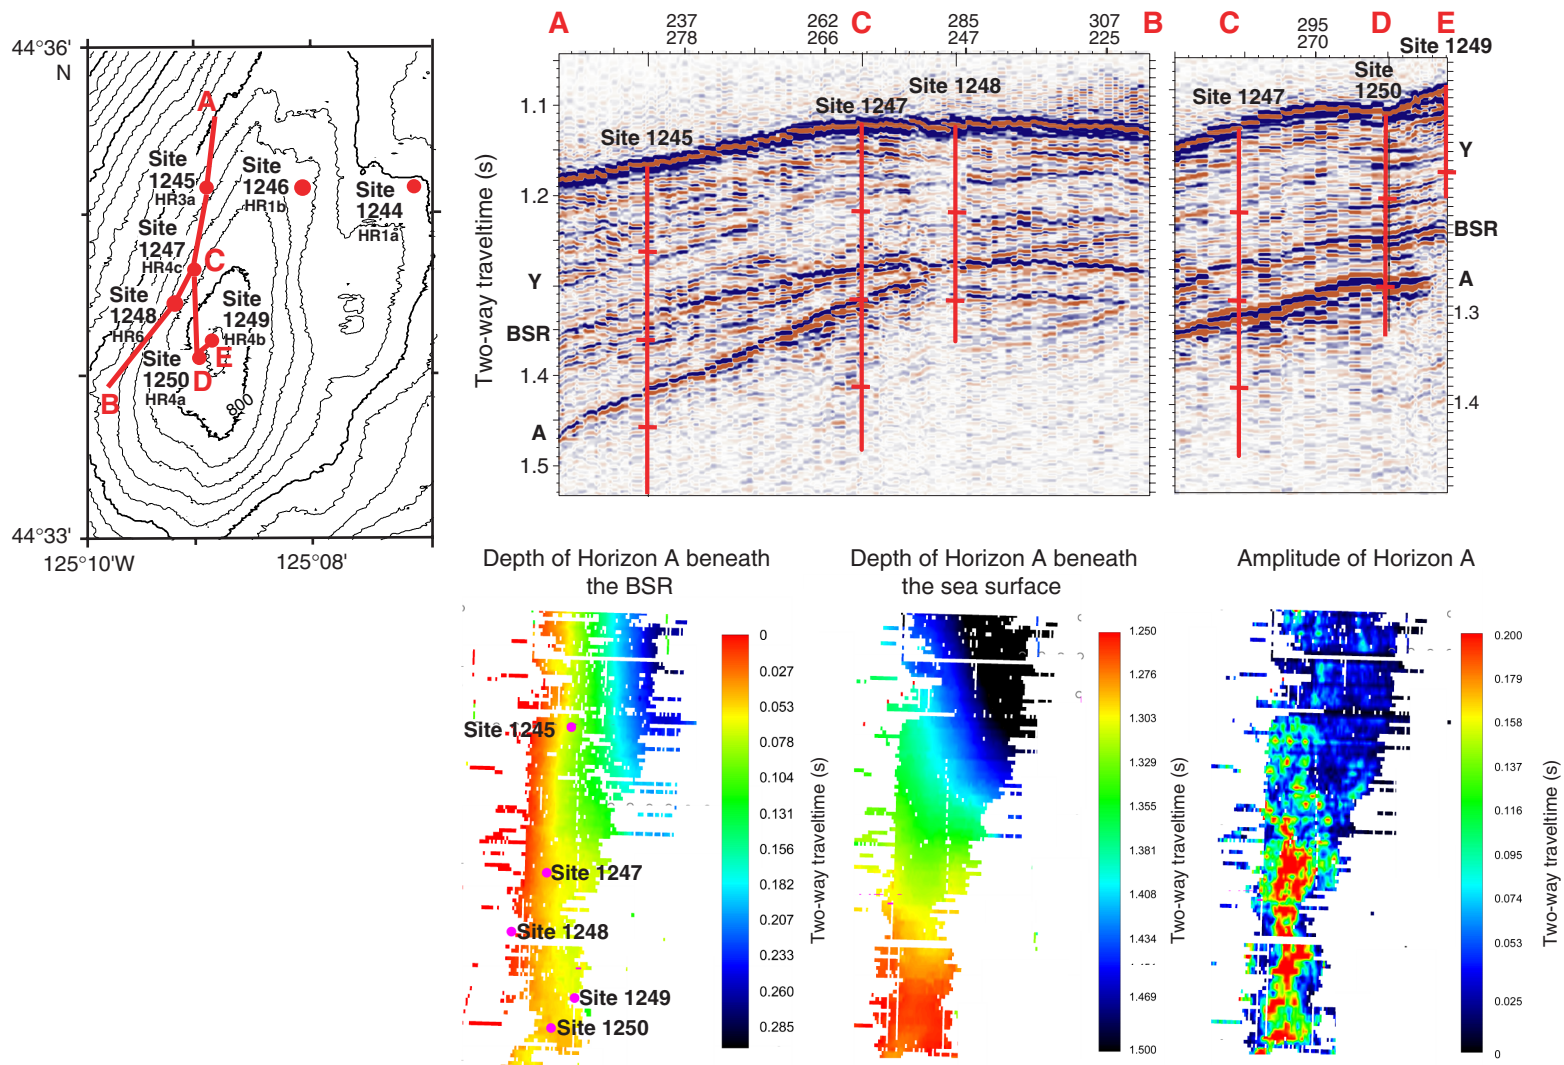 44°36'
N
44°33'
125°10'W
125°08'
A
Site
1245
HR3a
Site
1246
HR1b
Site
1244
HR1a
Site
1247
HR4c
C
Site
1248
HR6
Site
1249
HR4b
Site
1250
HR4a
E
D
B
800
A
237
278
262
266
C
285
247
307
225
B
Two-way traveltime (s)
1.1
1.2
Y
BSR
1.4
A
1.5
Site 1245
Site 1247
Site 1248
C
295
270
D
E
Site 1249
Site 1247
Site
1250
Y
BSR
A
1.3
1.4
Depth of Horizon A beneath
the BSR
Site 1245
Site 1247
Site 1248
Site 1249
Site 1250
0
0.027
0.053
0.078
0.104
0.131
0.156
0.182
0.207
0.233
0.260
0.285
Two-way traveltime (s)
Depth of Horizon A beneath
the sea surface
1.250
1.276
1.303
1.329
1.355
1.381
1.408
1.434
1.469
1.500
Two-way traveltime (s)
Amplitude of Horizon A
0.200
0.179
0.158
0.137
0.116
0.095
0.074
0.053
0.025
0
Two-way traveltime (s)